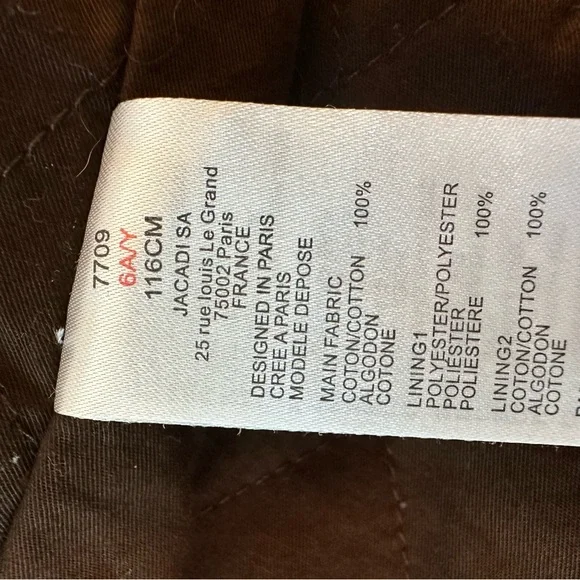 7709
6A/Y
116CM
JACADI SA
25 rue louis Le Grand
75002 Paris
FRANCE
DESIGNED IN PARIS
CREE A PARIS
MODELE DEPOSE
MAIN FABRIC
COTON/COTTON 100%
ALGODON
COTONE
LINING1
POLYESTER/POLYESTER
POLIESTER 100%
POLIESTERE
LINING2
COTON/COTTON 100%
ALGODON
COTONE